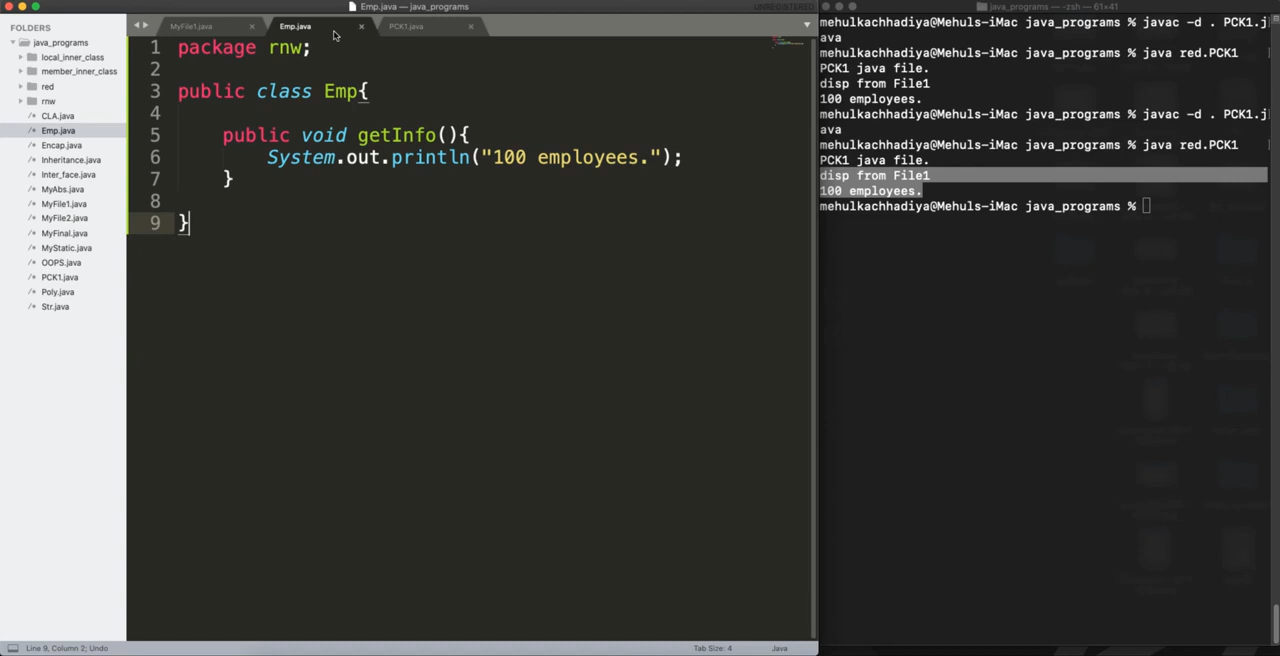 Emp.java — java_programs
UNREGISTERED
FOLDERS
java_programs
local_inner_class
member_inner_class
red
rnw
CLA.java
Emp.java
Encap.java
Inheritance.java
Inter_face.java
MyAbs.java
MyFile1.java
MyFile2.java
MyFinal.java
MyStatic.java
OOPS.java
PCK1.java
Poly.java
Str.java
MyFile1.java
Emp.java
PCK1.java
1 package rnw;
2
3 public class Emp{
4
5 public void getInfo(){
6 System.out.println("100 employees.");
7 }
8
9 }
Line 9, Column 2; Undo
Tab Size: 4
Java
java_programs — -zsh — 61×41
mehulkachhadiya@Mehuls-iMac java_programs % javac -d . PCK1.j
ava
mehulkachhadiya@Mehuls-iMac java_programs % java red.PCK1
PCK1 java file.
disp from File1
100 employees.
mehulkachhadiya@Mehuls-iMac java_programs % javac -d . PCK1.j
ava
mehulkachhadiya@Mehuls-iMac java_programs % java red.PCK1
PCK1 java file.
disp from File1
100 employees.
mehulkachhadiya@Mehuls-iMac java_programs %